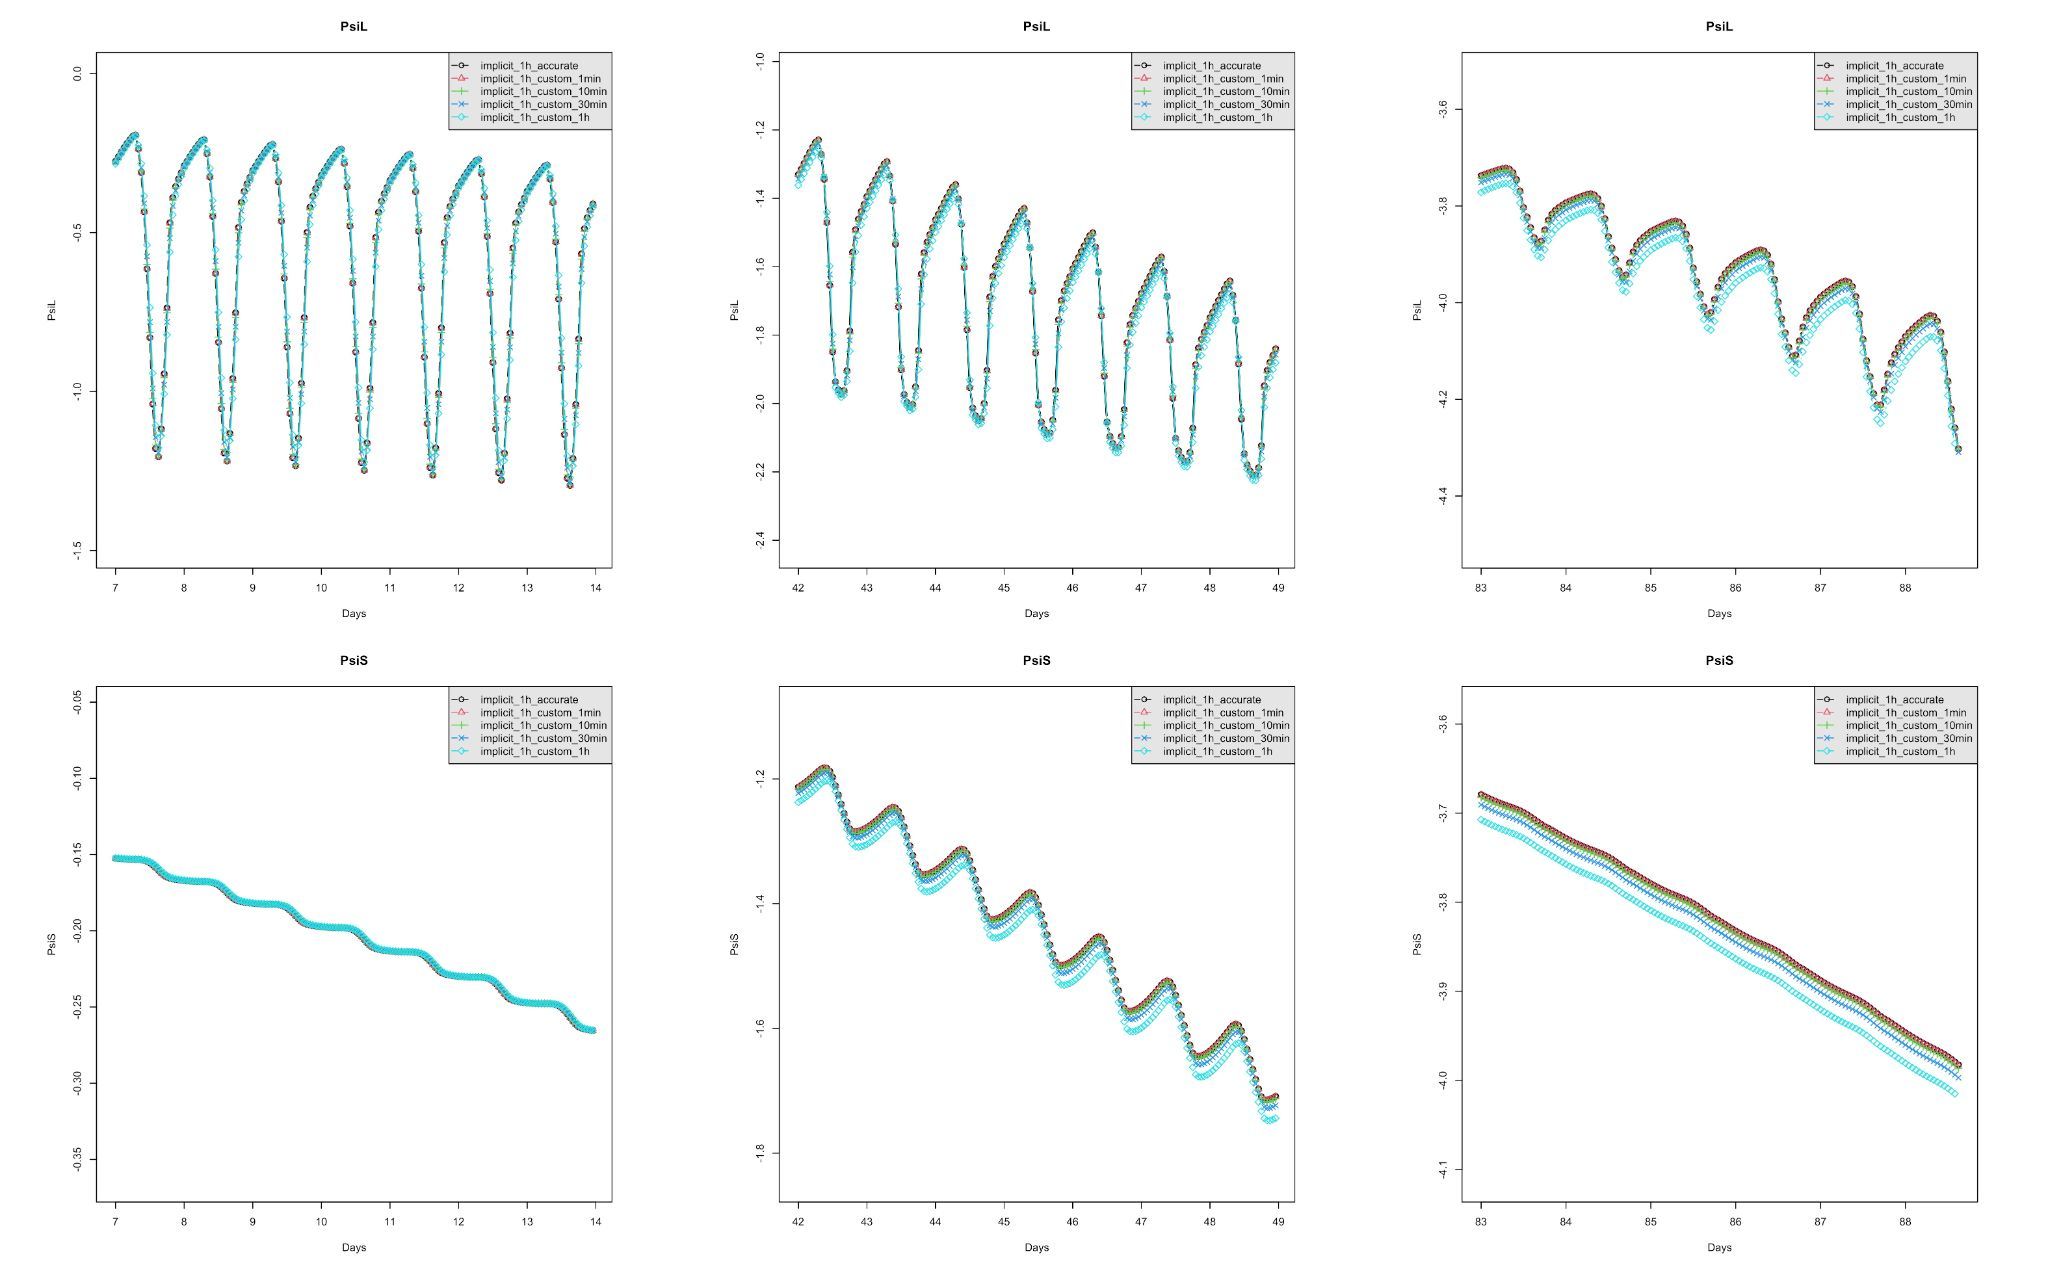 PsiL
implicit_1h_accurate
implicit_1h_custom_1min
implicit_1h_custom_10min
implicit_1h_custom_30min
implicit_1h_custom_1h
0.0
-0.5
-1.0
-1.5
PsiL
7 8 9 10 11 12 13 14
Days
PsiL
implicit_1h_accurate
implicit_1h_custom_1min
implicit_1h_custom_10min
implicit_1h_custom_30min
implicit_1h_custom_1h
-1.0
-1.2
-1.4
-1.6
-1.8
-2.0
-2.2
-2.4
PsiL
42 43 44 45 46 47 48 49
Days
PsiL
implicit_1h_accurate
implicit_1h_custom_1min
implicit_1h_custom_10min
implicit_1h_custom_30min
implicit_1h_custom_1h
-3.6
-3.8
-4.0
-4.2
-4.4
PsiL
83 84 85 86 87 88
Days
PsiS
implicit_1h_accurate
implicit_1h_custom_1min
implicit_1h_custom_10min
implicit_1h_custom_30min
implicit_1h_custom_1h
-0.05
-0.10
-0.15
-0.20
-0.25
-0.30
-0.35
PsiS
7 8 9 10 11 12 13 14
Days
PsiS
implicit_1h_accurate
implicit_1h_custom_1min
implicit_1h_custom_10min
implicit_1h_custom_30min
implicit_1h_custom_1h
-1.2
-1.4
-1.6
-1.8
PsiS
42 43 44 45 46 47 48 49
Days
PsiS
implicit_1h_accurate
implicit_1h_custom_1min
implicit_1h_custom_10min
implicit_1h_custom_30min
implicit_1h_custom_1h
-3.6
-3.7
-3.8
-3.9
-4.0
-4.1
PsiS
83 84 85 86 87 88
Days